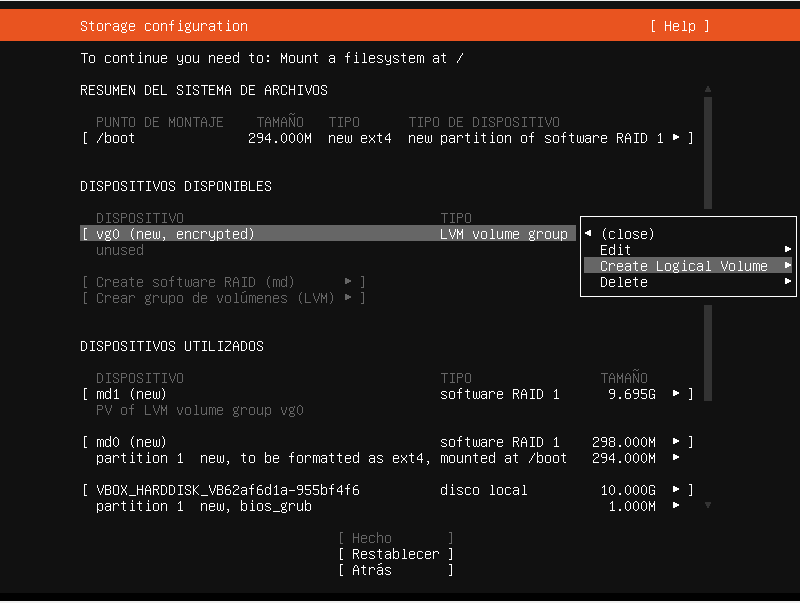 Storage configuration [ Help ]
To continue you need to: Mount a filesystem at /
RESUMEN DEL SISTEMA DE ARCHIVOS
PUNTO DE MONTAJE TAMAÑO TIPO TIPO DE DISPOSITIVO
[ /boot 294.000M new ext4 new partition of software RAID 1 ▸ ]
DISPOSITIVOS DISPONIBLES
DISPOSITIVO TIPO
[ vg0 (new, encrypted) LVM volume group
unused
◂ (close)
Edit ▸
Create Logical Volume ▸
Delete ▸
[ Create software RAID (md) ▸ ]
[ Crear grupo de volúmenes (LVM) ▸ ]
DISPOSITIVOS UTILIZADOS
DISPOSITIVO TIPO TAMAÑO
[ md1 (new) software RAID 1 9.695G ▸ ]
PV of LVM volume group vg0
[ md0 (new) software RAID 1 298.000M ▸ ]
partition 1 new, to be formatted as ext4, mounted at /boot 294.000M ▸
[ VBOX_HARDDISK_VB62af6d1a-955bf4f6 disco local 10.000G ▸ ]
partition 1 new, bios_grub 1.000M ▸
[ Hecho ]
[ Restablecer ]
[ Atrás ]